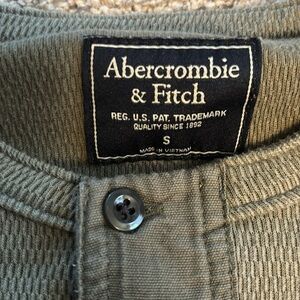 Abercrombie
& Fitch
REG. U.S. PAT. TRADEMARK
QUALITY SINCE 1892
S
MADE IN VIETNAM